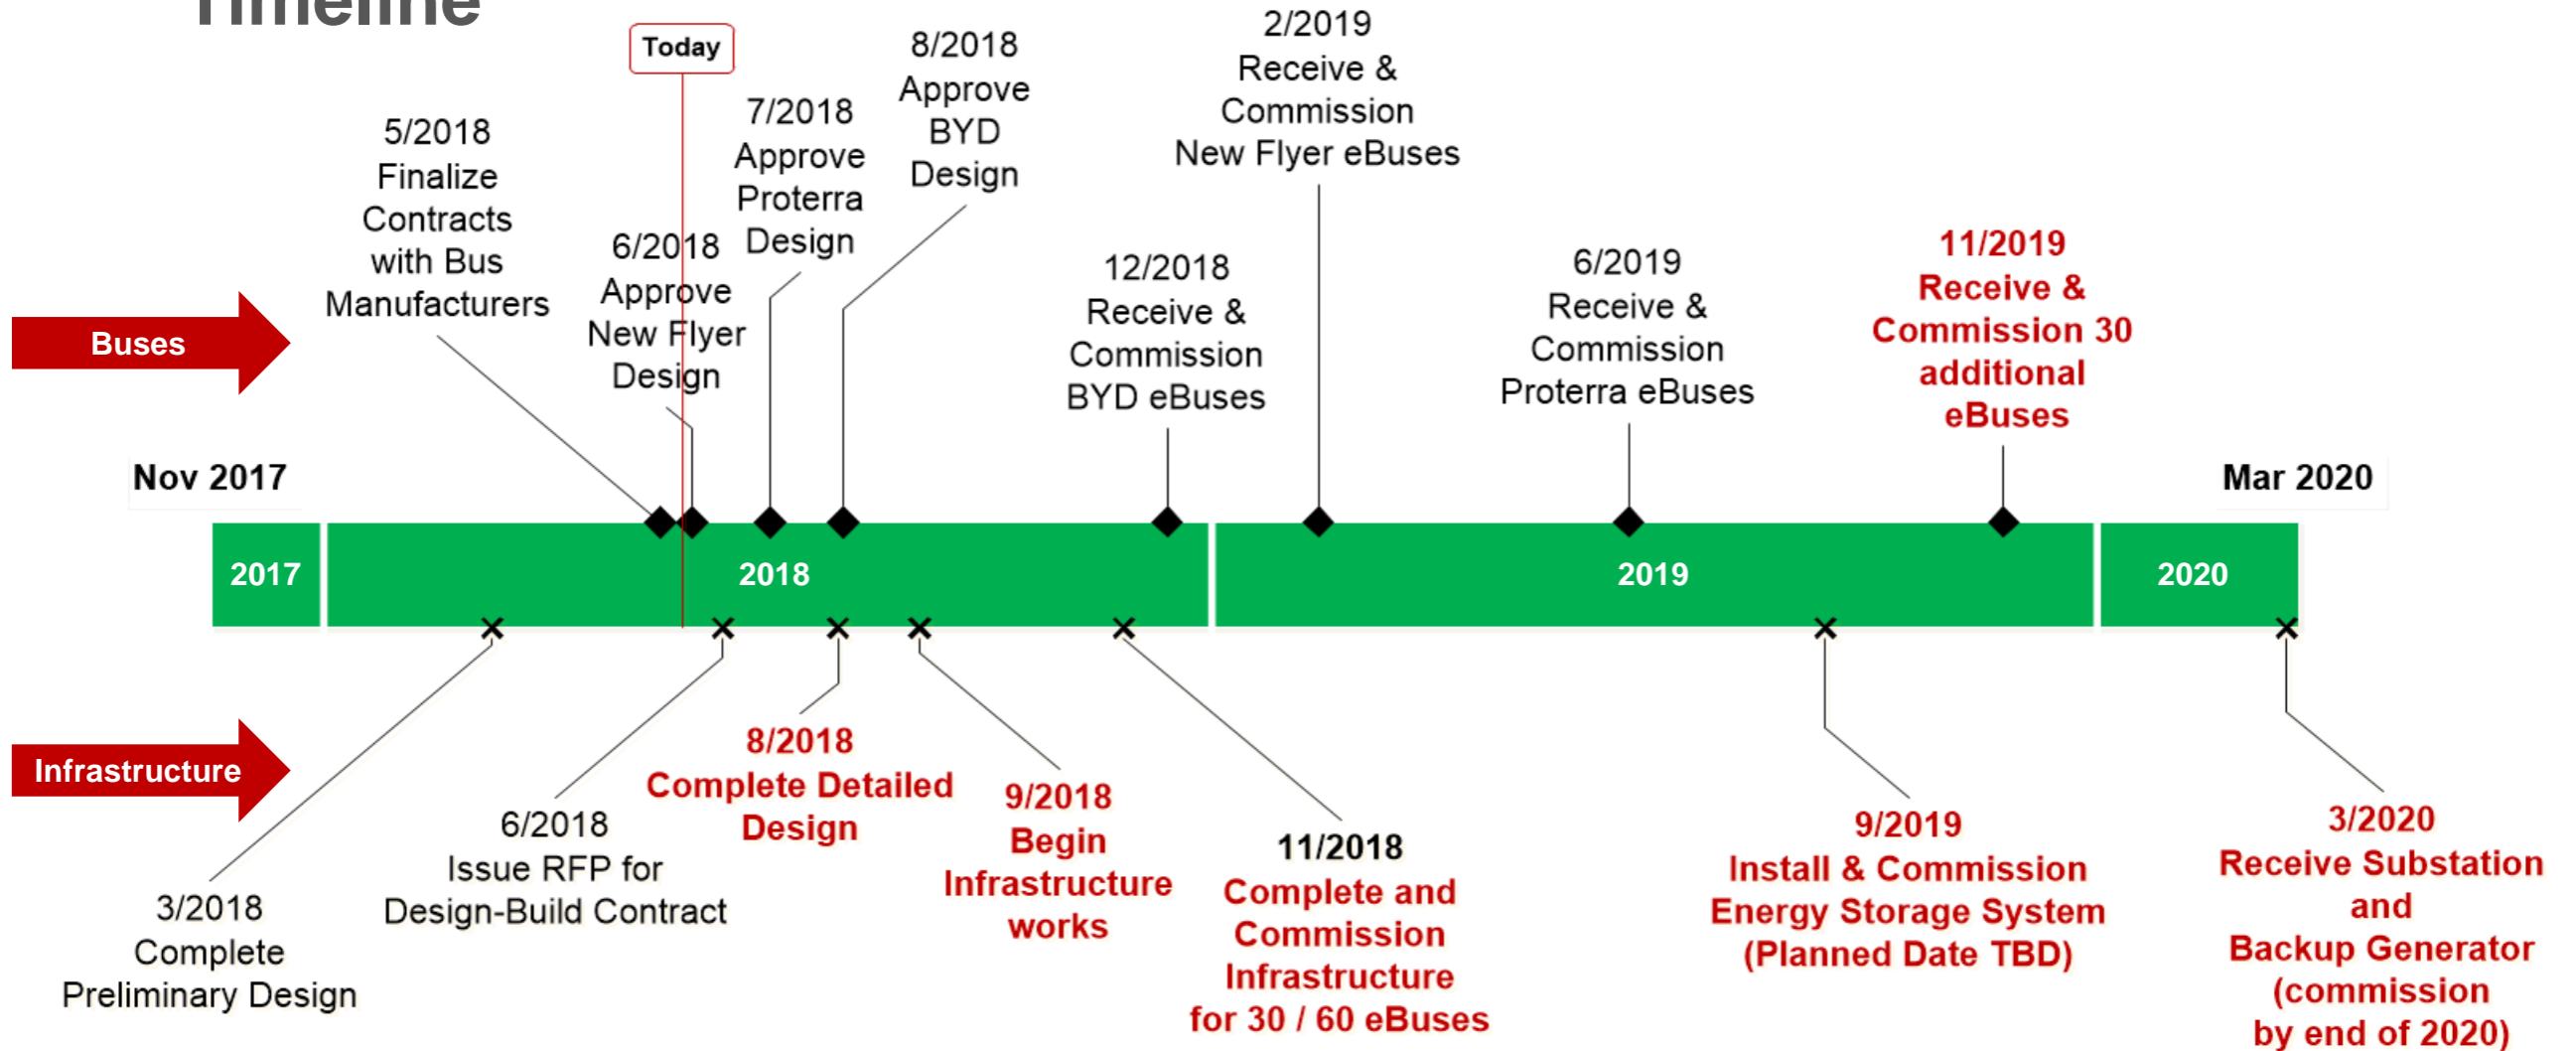 Timeline
Today
5/2018
Finalize
Contracts
with Bus
Manufacturers
6/2018
Approve
New Flyer
Design
7/2018
Approve
Proterra
Design
8/2018
Approve
BYD
Design
12/2018
Receive &
Commission
BYD eBuses
2/2019
Receive &
Commission
New Flyer eBuses
6/2019
Receive &
Commission
Proterra eBuses
11/2019
Receive &
Commission 30
additional
eBuses
Buses
Nov 2017
Mar 2020
2017
2018
2019
2020
Infrastructure
3/2018
Complete
Preliminary Design
6/2018
Issue RFP for
Design-Build Contract
8/2018
Complete Detailed
Design
9/2018
Begin
Infrastructure
works
11/2018
Complete and
Commission
Infrastructure
for 30 / 60 eBuses
9/2019
Install & Commission
Energy Storage System
(Planned Date TBD)
3/2020
Receive Substation
and
Backup Generator
(commission
by end of 2020)